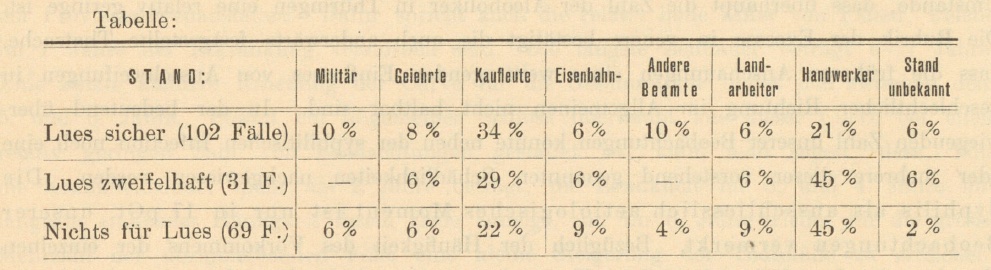 Tabelle:
STAND: Militär Gelehrte Kaufleute Eisenbahn- Andere Beamte Land-arbeiter Handwerker Stand unbekannt
Lues sicher (102 Fälle) 10 % 8 % 34 % 6 % 10 % 6 % 21 % 6 %
Lues zweifelhaft (31 F.) — 6 % 29 % 6 % — 6 % 45 % 6 %
Nichts für Lues (69 F.) 6 % 6 % 22 % 9 % 4 % 9 % 45 % 2 %